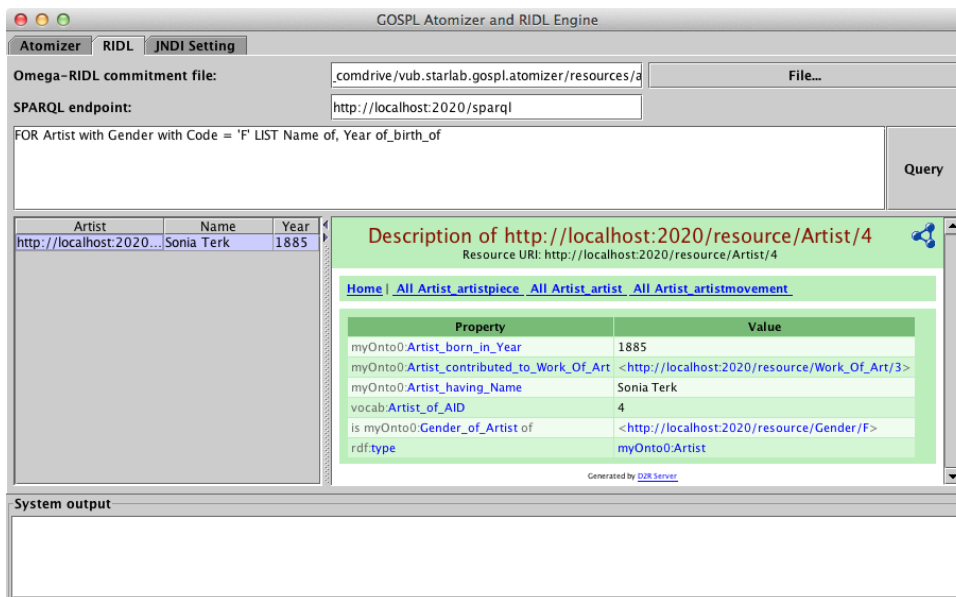 GOSPL Atomizer and RIDL Engine
Atomizer RIDL JNDI Setting
Omega-RIDL commitment file: _comdrive/vub.starlab.gospl.atomizer/resources/a File...
SPARQL endpoint: http://localhost:2020/sparql
FOR Artist with Gender with Code = 'F' LIST Name of, Year of_birth_of
Query
Artist Name Year
http://localhost:2020... Sonia Terk 1885
Description of http://localhost:2020/resource/Artist/4
Resource URI: http://localhost:2020/resource/Artist/4
Home | All Artist_artistpiece All Artist_artist All Artist_artistmovement
Property Value
myOnto0:Artist_born_in_Year 1885
myOnto0:Artist_contributed_to_Work_Of_Art <http://localhost:2020/resource/Work_Of_Art/3>
myOnto0:Artist_having_Name Sonia Terk
vocab:Artist_of_AID 4
is myOnto0:Gender_of_Artist of <http://localhost:2020/resource/Gender/F>
rdf:type myOnto0:Artist
Generated by D2R Server
System output